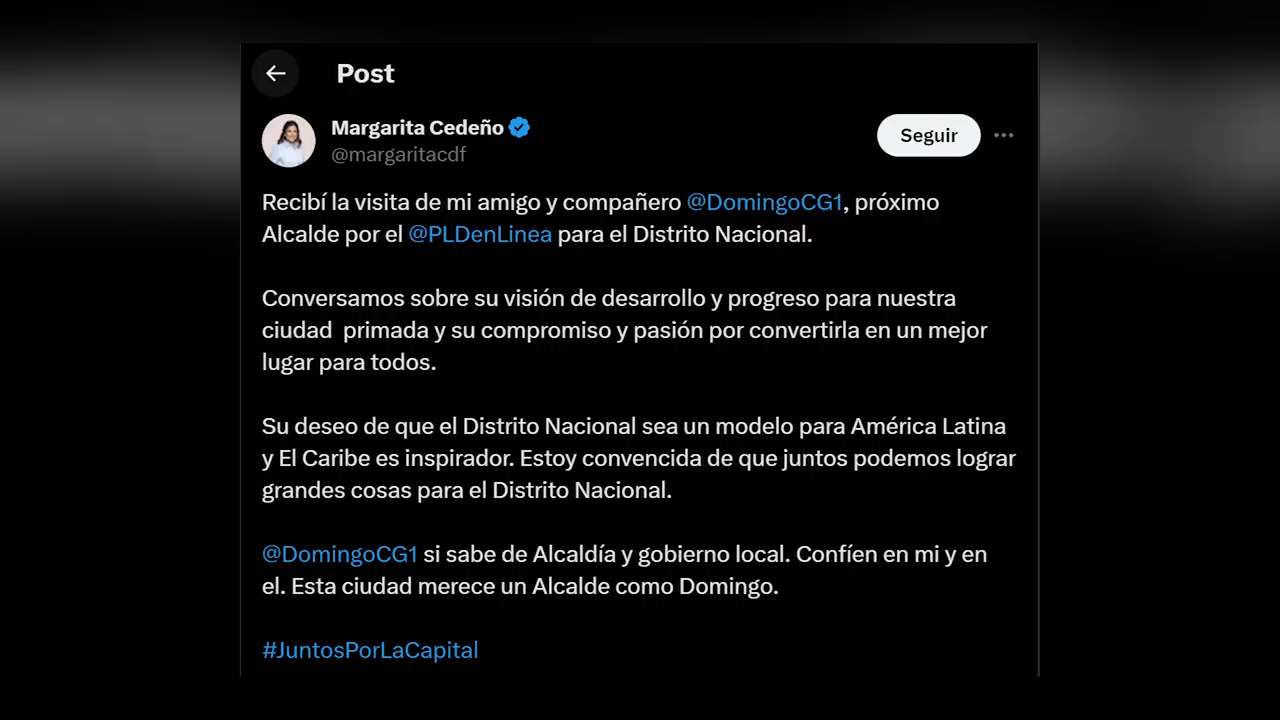 Post
Margarita Cedeño
@margaritacdf
Seguir
Recibí la visita de mi amigo y compañero @DomingoCG1, próximo
Alcalde por el @PLDenLinea para el Distrito Nacional.
Conversamos sobre su visión de desarrollo y progreso para nuestra
ciudad  primada y su compromiso y pasión por convertirla en un mejor
lugar para todos.
Su deseo de que el Distrito Nacional sea un modelo para América Latina
y El Caribe es inspirador. Estoy convencida de que juntos podemos lograr
grandes cosas para el Distrito Nacional.
@DomingoCG1 si sabe de Alcaldía y gobierno local. Confíen en mi y en
el. Esta ciudad merece un Alcalde como Domingo.
#JuntosPorLaCapital